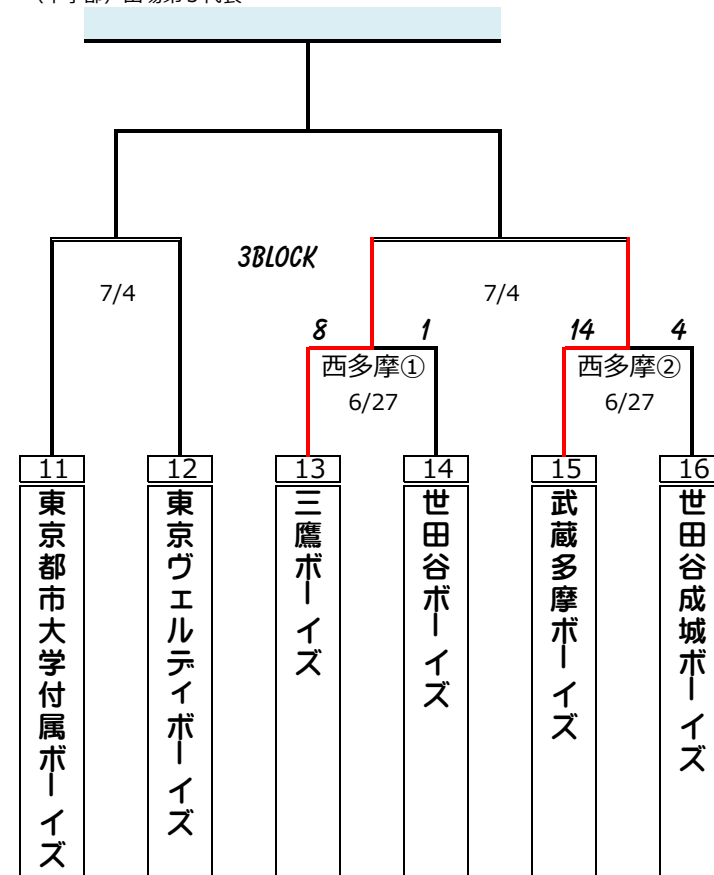 3BLOCK
7/4
7/4
8
1
14
4
西多摩①
西多摩②
6/27
6/27
11
12
13
14
15
16
東京都市大学付属ボーイズ
東京ヴェルディボーイズ
三鷹ボーイズ
世田谷ボーイズ
武蔵多摩ボーイズ
世田谷成城ボーイズ